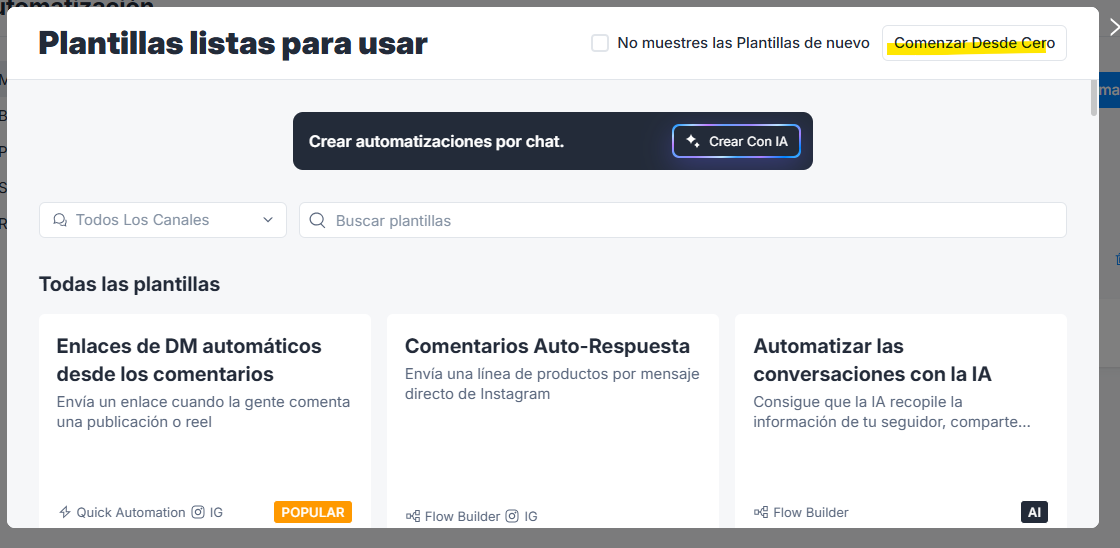 Automatización
Plantillas listas para usar
No muestres las Plantillas de nuevo
Comenzar Desde Cero
Crear automatizaciones por chat.
Crear Con IA
Todos Los Canales
Buscar plantillas
Todas las plantillas
Enlaces de DM automáticos
desde los comentarios
Envía un enlace cuando la gente comenta
una publicación o reel
Quick Automation IG
POPULAR
Comentarios Auto-Respuesta
Envía una línea de productos por mensaje
directo de Instagram
Flow Builder IG
Automatizar las
conversaciones con la IA
Consigue que la IA recopile la
información de tu seguidor, comparte...
Flow Builder
AI